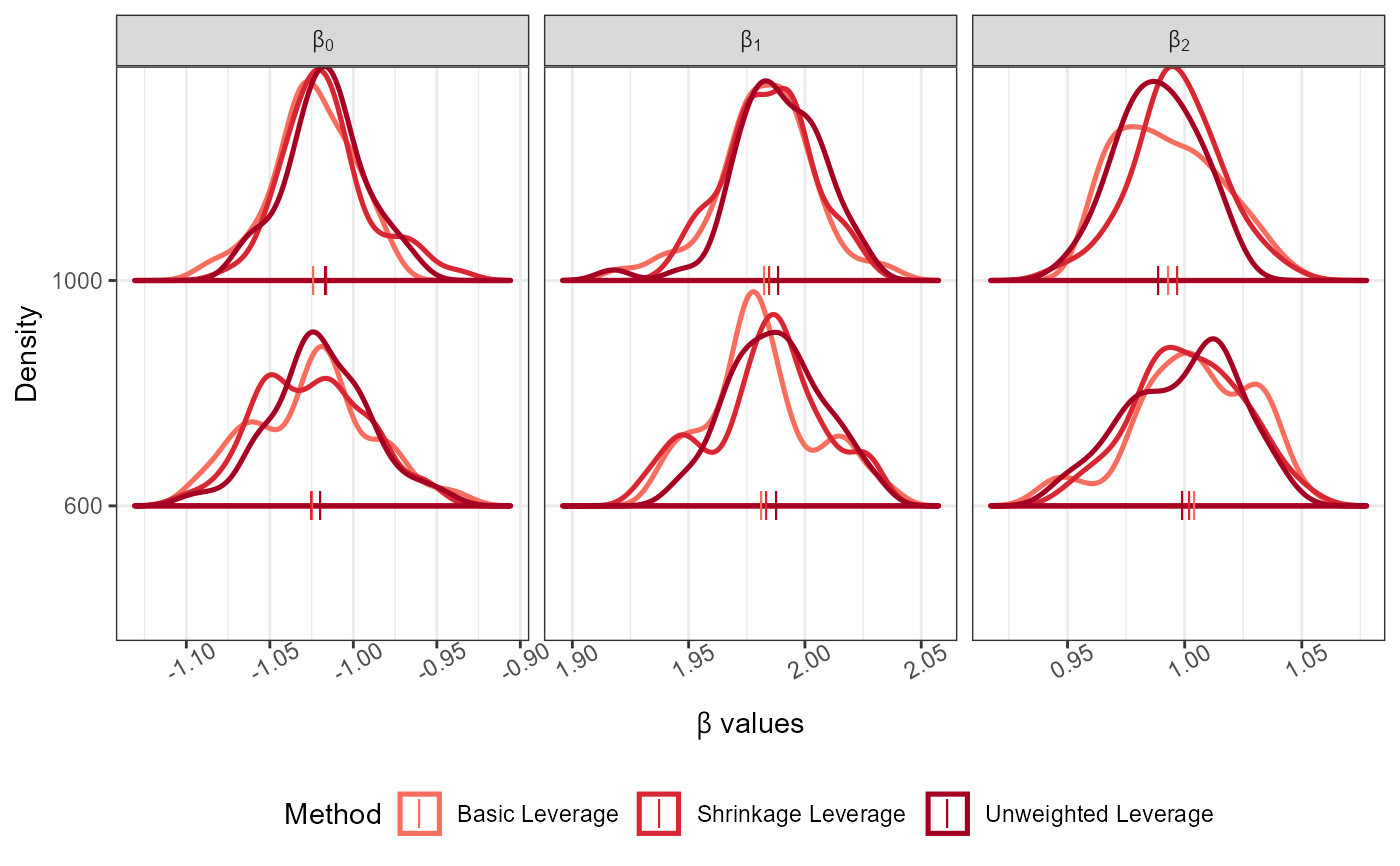 β₀ β₁ β₂
Density
1000
600
-1.10 -1.05 -1.00 -0.95 -0.90 1.90 1.95 2.00 2.05 0.95 1.00 1.05
β values
Method Basic Leverage Shrinkage Leverage Unweighted Leverage